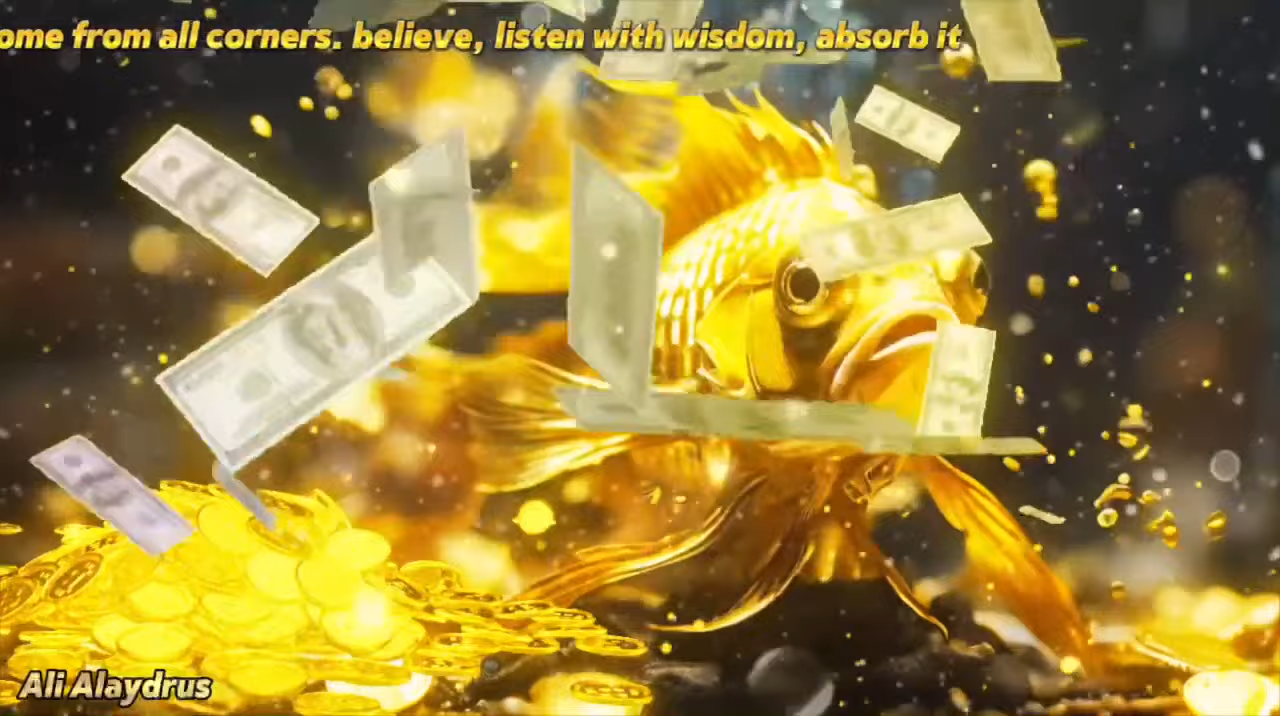 ome from all corners. believe, listen with wisdom, absorb it
Ali Alaydrus